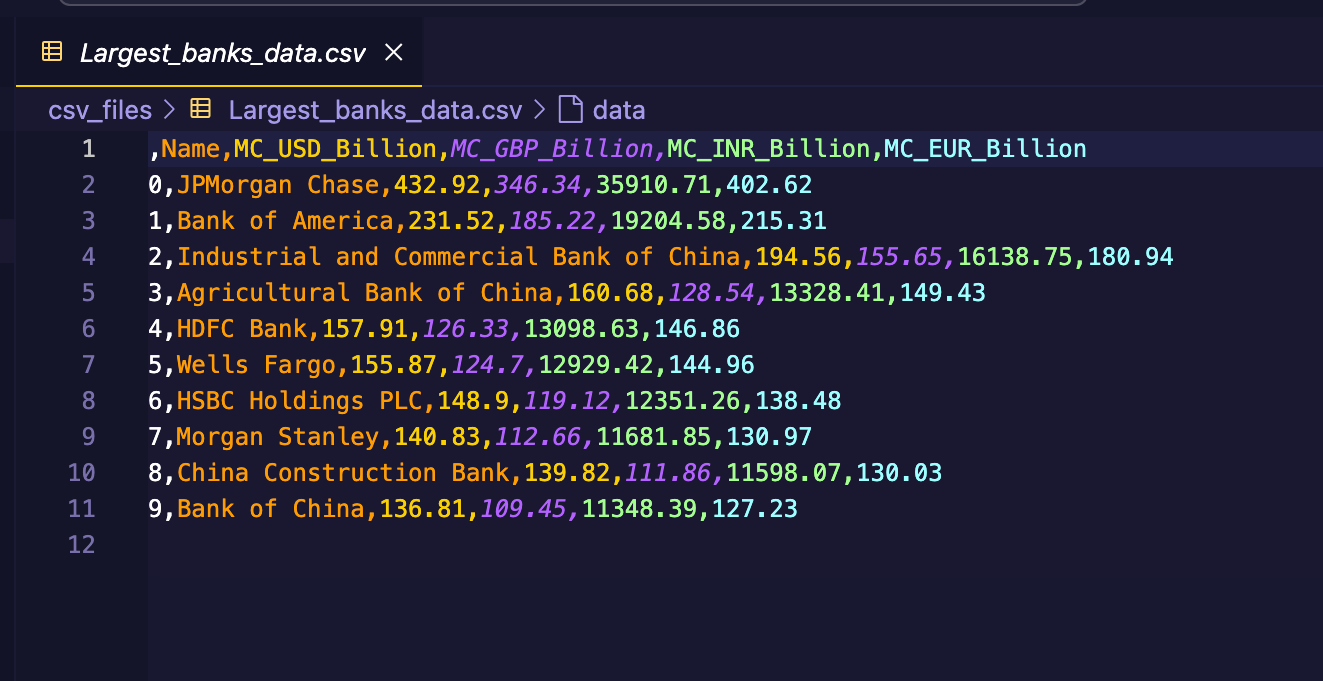 Largest_banks_data.csv
csv_files > Largest_banks_data.csv > data
1 ,Name,MC_USD_Billion,MC_GBP_Billion,MC_INR_Billion,MC_EUR_Billion
2 0,JPMorgan Chase,432.92,346.34,35910.71,402.62
3 1,Bank of America,231.52,185.22,19204.58,215.31
4 2,Industrial and Commercial Bank of China,194.56,155.65,16138.75,180.94
5 3,Agricultural Bank of China,160.68,128.54,13328.41,149.43
6 4,HDFC Bank,157.91,126.33,13098.63,146.86
7 5,Wells Fargo,155.87,124.7,12929.42,144.96
8 6,HSBC Holdings PLC,148.9,119.12,12351.26,138.48
9 7,Morgan Stanley,140.83,112.66,11681.85,130.97
10 8,China Construction Bank,139.82,111.86,11598.07,130.03
11 9,Bank of China,136.81,109.45,11348.39,127.23
12